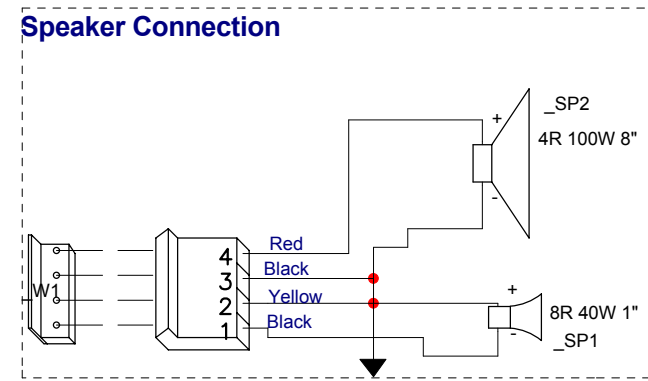 Speaker Connection
+
_SP2
4R 100W 8"
-
4 Red
3 Black
2 Yellow
1 Black
W1
+
8R 40W 1"
-
_SP1